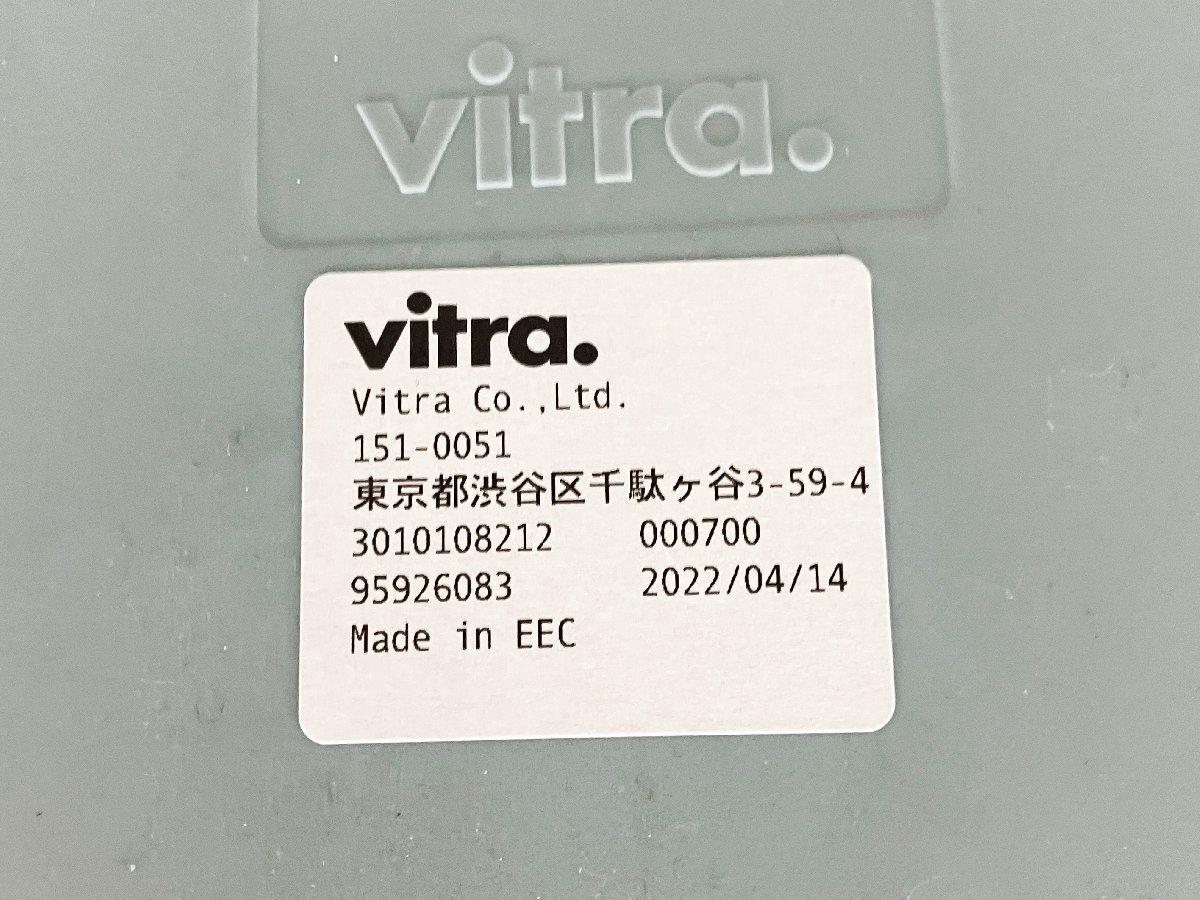 vitra.
vitra.
Vitra Co.,Ltd.
151-0051
東京都渋谷区千駄ヶ谷3-59-4
3010108212 000700
95926083 2022/04/14
Made in EEC